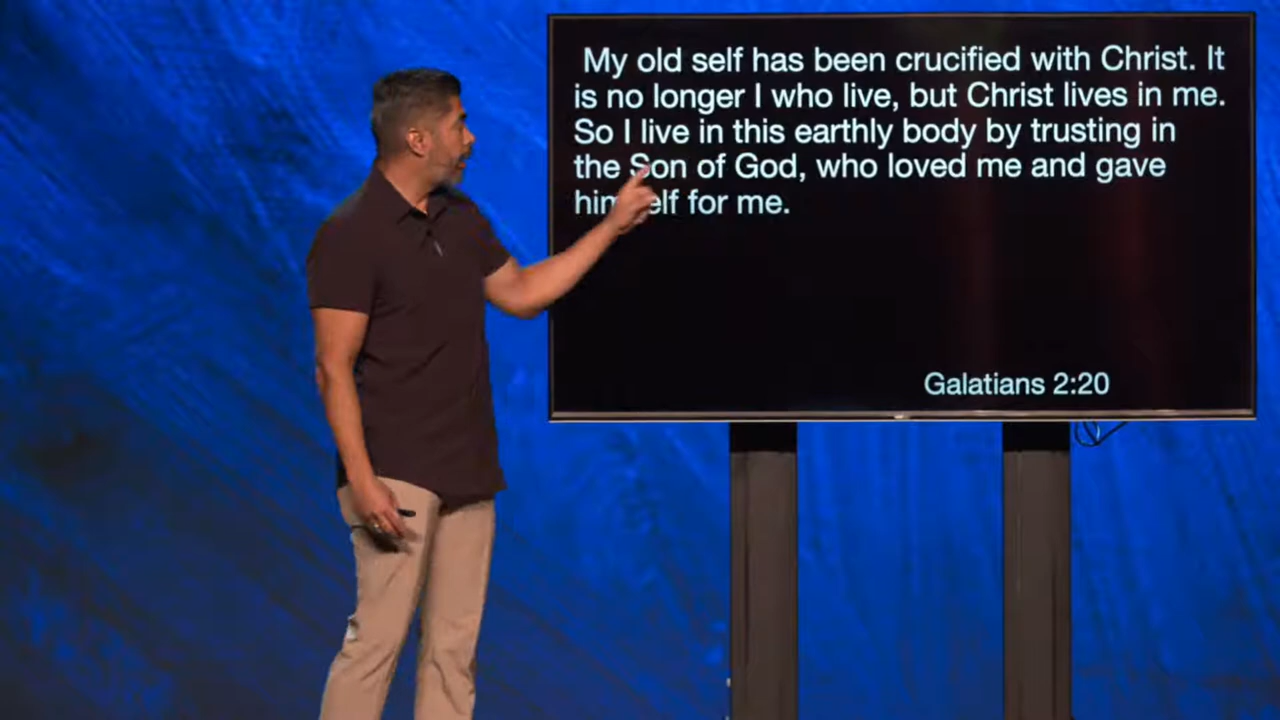 My old self has been crucified with Christ. It
is no longer I who live, but Christ lives in me.
So I live in this earthly body by trusting in
the Son of God, who loved me and gave
himself for me.
Galatians 2:20